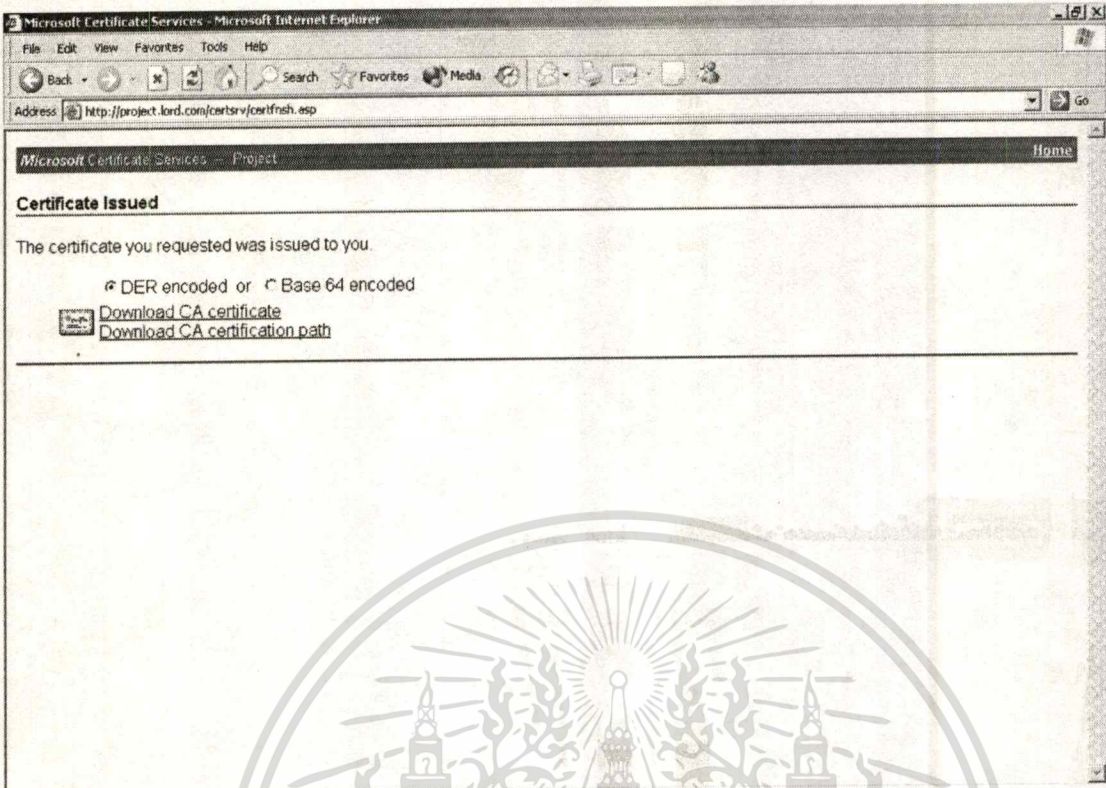 Microsoft Certificate Services - Microsoft Internet Explorer
File Edit View Favorites Tools Help
Back Search Favorites Media
Address http://project.lord.com/certsrv/certfnsh.asp Go
Microsoft Certificate Services -- Project Home
Certificate Issued
The certificate you requested was issued to you.
DER encoded or Base 64 encoded
Download CA certificate
Download CA certification path